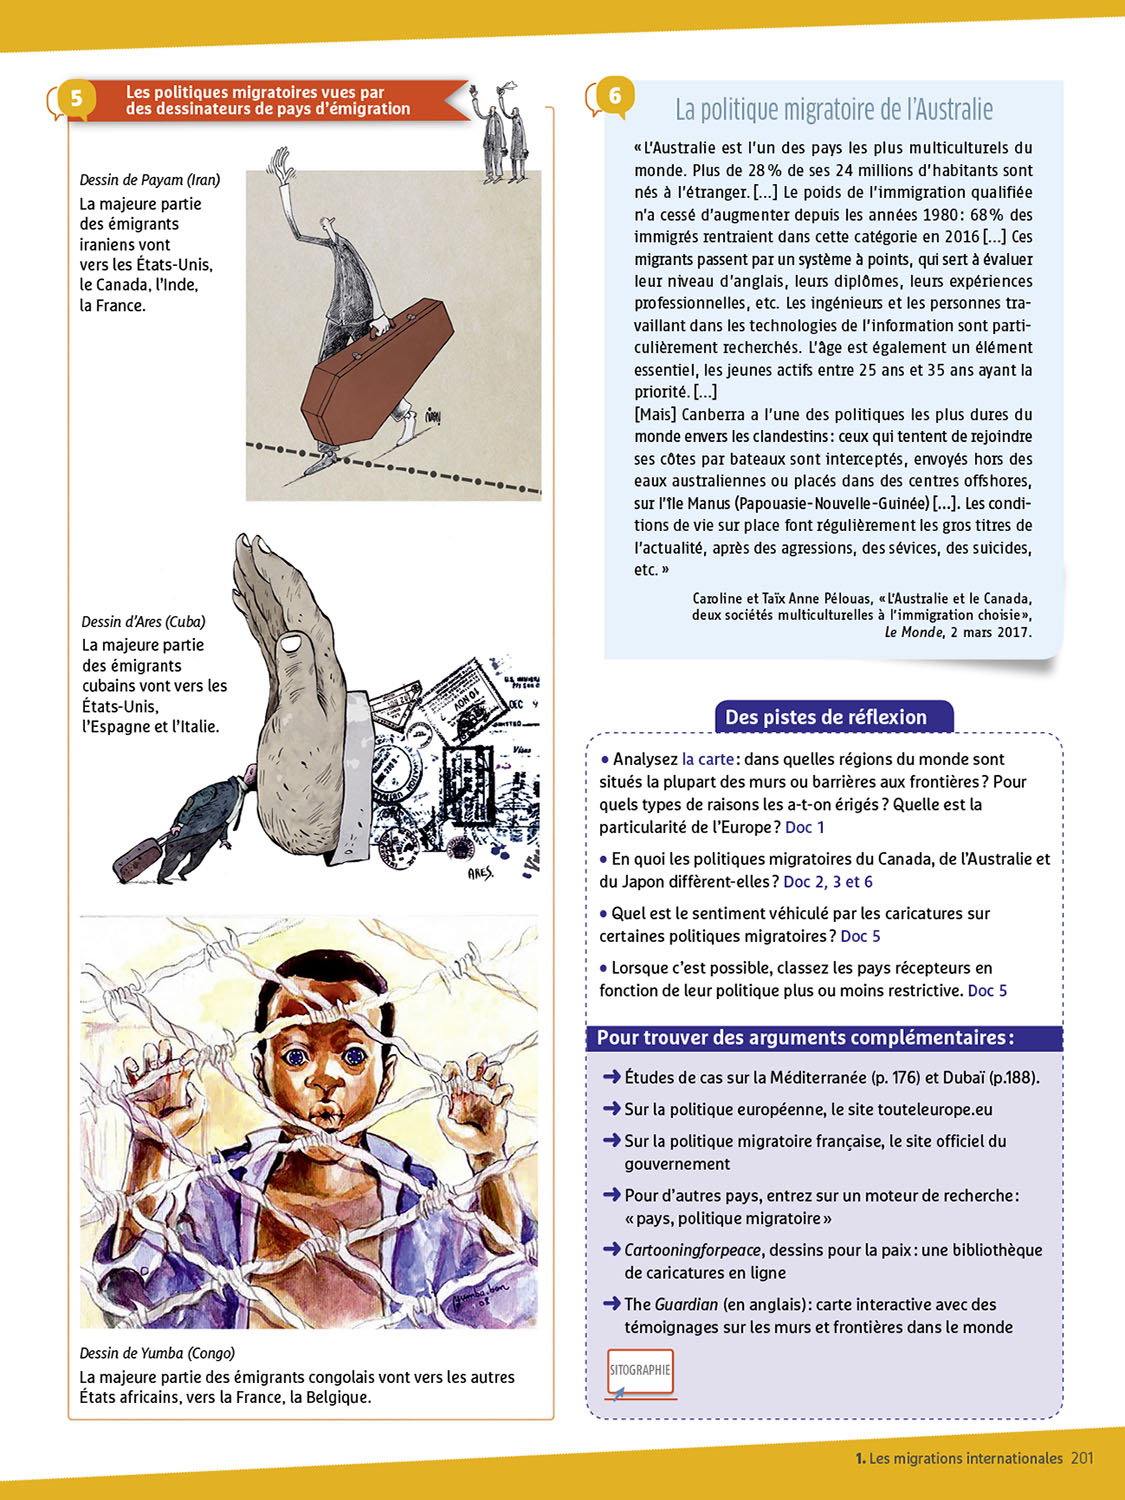 5
Les politiques migratoires vues par
des dessinateurs de pays d'émigration
Dessin de Payam (Iran)
La majeure partie
des émigrants
iraniens vont
vers les États-Unis,
le Canada, l'Inde,
la France.
Dessin d'Ares (Cuba)
La majeure partie
des émigrants
cubains vont vers les
États-Unis,
l'Espagne et l'Italie.
DEC
ARES.
yumba.bon
08
Dessin de Yumba (Congo)
La majeure partie des émigrants congolais vont vers les autres
États africains, vers la France, la Belgique.
6
La politique migratoire de l'Australie
« L'Australie est l'un des pays les plus multiculturels du
monde. Plus de 28 % de ses 24 millions d'habitants sont
nés à l'étranger. [...] Le poids de l'immigration qualifiée
n'a cessé d'augmenter depuis les années 1980 : 68 % des
immigrés rentraient dans cette catégorie en 2016 [...] Ces
migrants passent par un système à points, qui sert à évaluer
leur niveau d'anglais, leurs diplômes, leurs expériences
professionnelles, etc. Les ingénieurs et les personnes tra-
vaillant dans les technologies de l'information sont parti-
culièrement recherchés. L'âge est également un élément
essentiel, les jeunes actifs entre 25 ans et 35 ans ayant la
priorité. [...]
[Mais] Canberra a l'une des politiques les plus dures du
monde envers les clandestins : ceux qui tentent de rejoindre
ses côtes par bateaux sont interceptés, envoyés hors des
eaux australiennes ou placés dans des centres offshores,
sur l'île Manus (Papouasie-Nouvelle-Guinée) [...]. Les condi-
tions de vie sur place font régulièrement les gros titres de
l'actualité, après des agressions, des sévices, des suicides,
etc. »
Caroline et Taïx Anne Pélouas, « L'Australie et le Canada,
deux sociétés multiculturelles à l'immigration choisie »,
Le Monde, 2 mars 2017.
Des pistes de réflexion
• Analysez la carte : dans quelles régions du monde sont
situés la plupart des murs ou barrières aux frontières ? Pour
quels types de raisons les a-t-on érigés ? Quelle est la
particularité de l'Europe ? Doc 1
• En quoi les politiques migratoires du Canada, de l'Australie et
du Japon diffèrent-elles ? Doc 2, 3 et 6
• Quel est le sentiment véhiculé par les caricatures sur
certaines politiques migratoires ? Doc 5
• Lorsque c'est possible, classez les pays récepteurs en
fonction de leur politique plus ou moins restrictive. Doc 5
Pour trouver des arguments complémentaires :
➜ Études de cas sur la Méditerranée (p. 176) et Dubaï (p.188).
➜ Sur la politique européenne, le site touteleurope.eu
➜ Sur la politique migratoire française, le site officiel du
gouvernement
➜ Pour d'autres pays, entrez sur un moteur de recherche :
« pays, politique migratoire »
➜ Cartooningforpeace, dessins pour la paix : une bibliothèque
de caricatures en ligne
➜ The Guardian (en anglais) : carte interactive avec des
témoignages sur les murs et frontières dans le monde
SITOGRAPHIE
1. Les migrations internationales 201